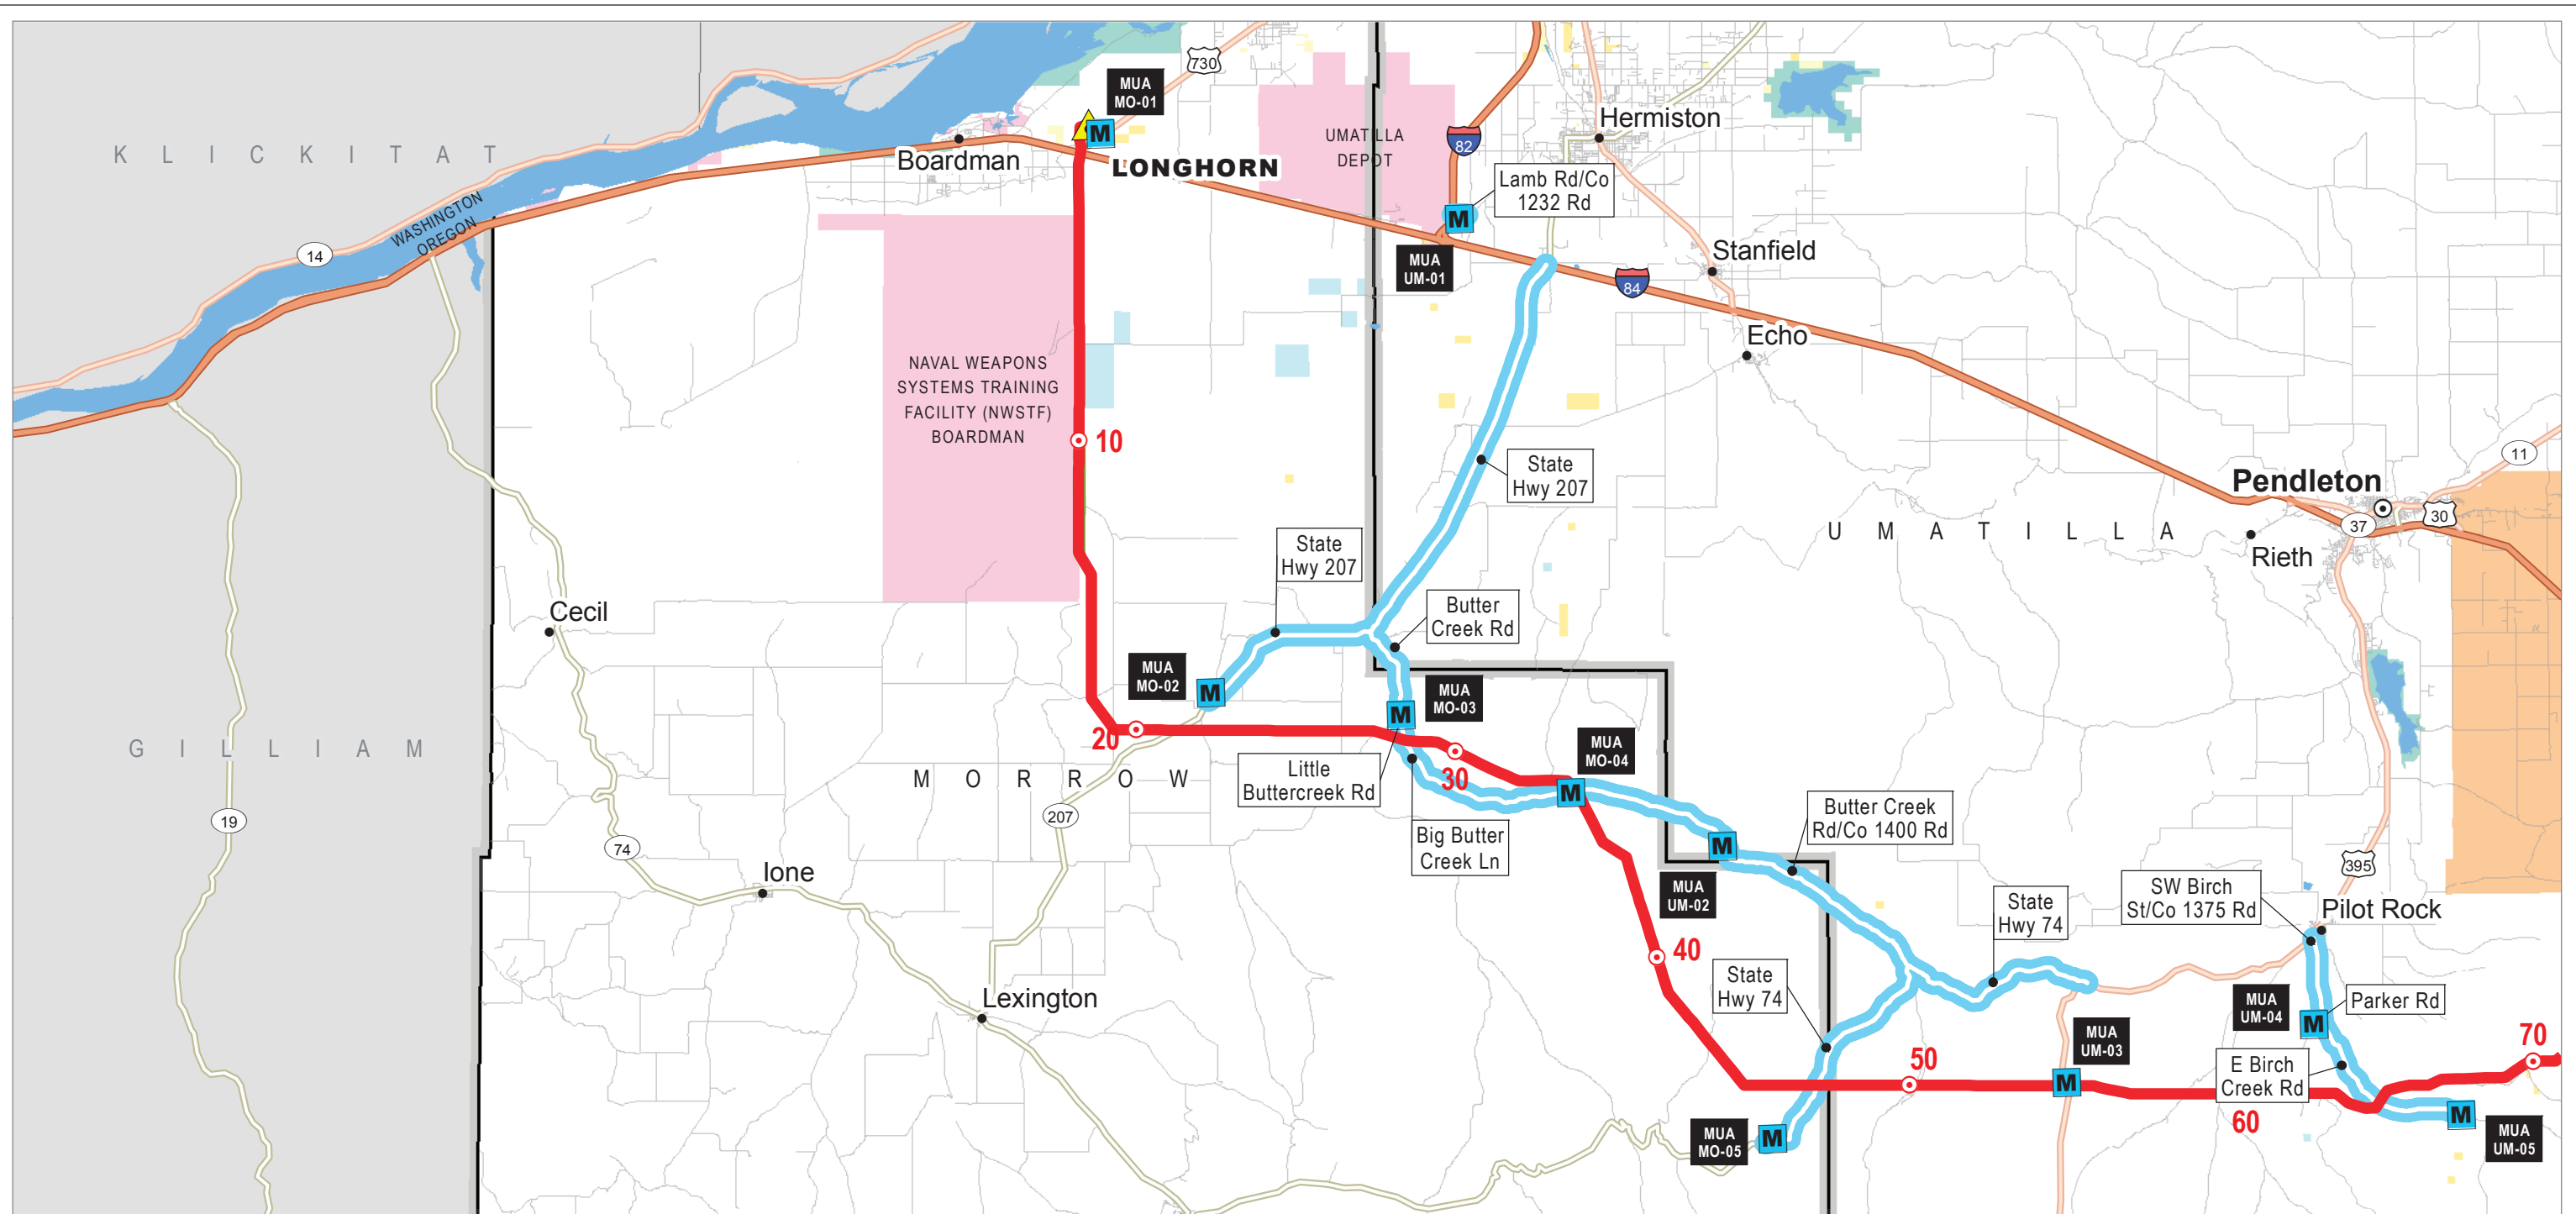 730
MUA
MO-01
KLICKITAT
Boardman
LONGHORN
UMATILLA
DEPOT
82
Hermiston
Lamb Rd/Co
1232 Rd
WASHINGTON
OREGON
14
MUA
UM-01
Stanfield
84
Echo
NAVAL WEAPONS
SYSTEMS TRAINING
FACILITY (NWSTF)
BOARDMAN
10
State
Hwy 207
11
Pendleton
37
30
UMATILLA
Rieth
State
Hwy 207
Butter
Creek Rd
Cecil
MUA
MO-02
M
M
M
M
MUA
MO-03
20
GILLIAM
MORROW
Little
Buttercreek Rd
30
MUA
MO-04
M
19
207
74
Big Butter
Creek Ln
Butter Creek
Rd/Co 1400 Rd
M
395
Ione
MUA
UM-02
State
Hwy 74
SW Birch
St/Co 1375 Rd
Pilot Rock
40
State
Hwy 74
Lexington
MUA
UM-04
M
Parker Rd
MUA
UM-03
M
50
E Birch
Creek Rd
70
60
M
MUA
UM-05
MUA
MO-05
M